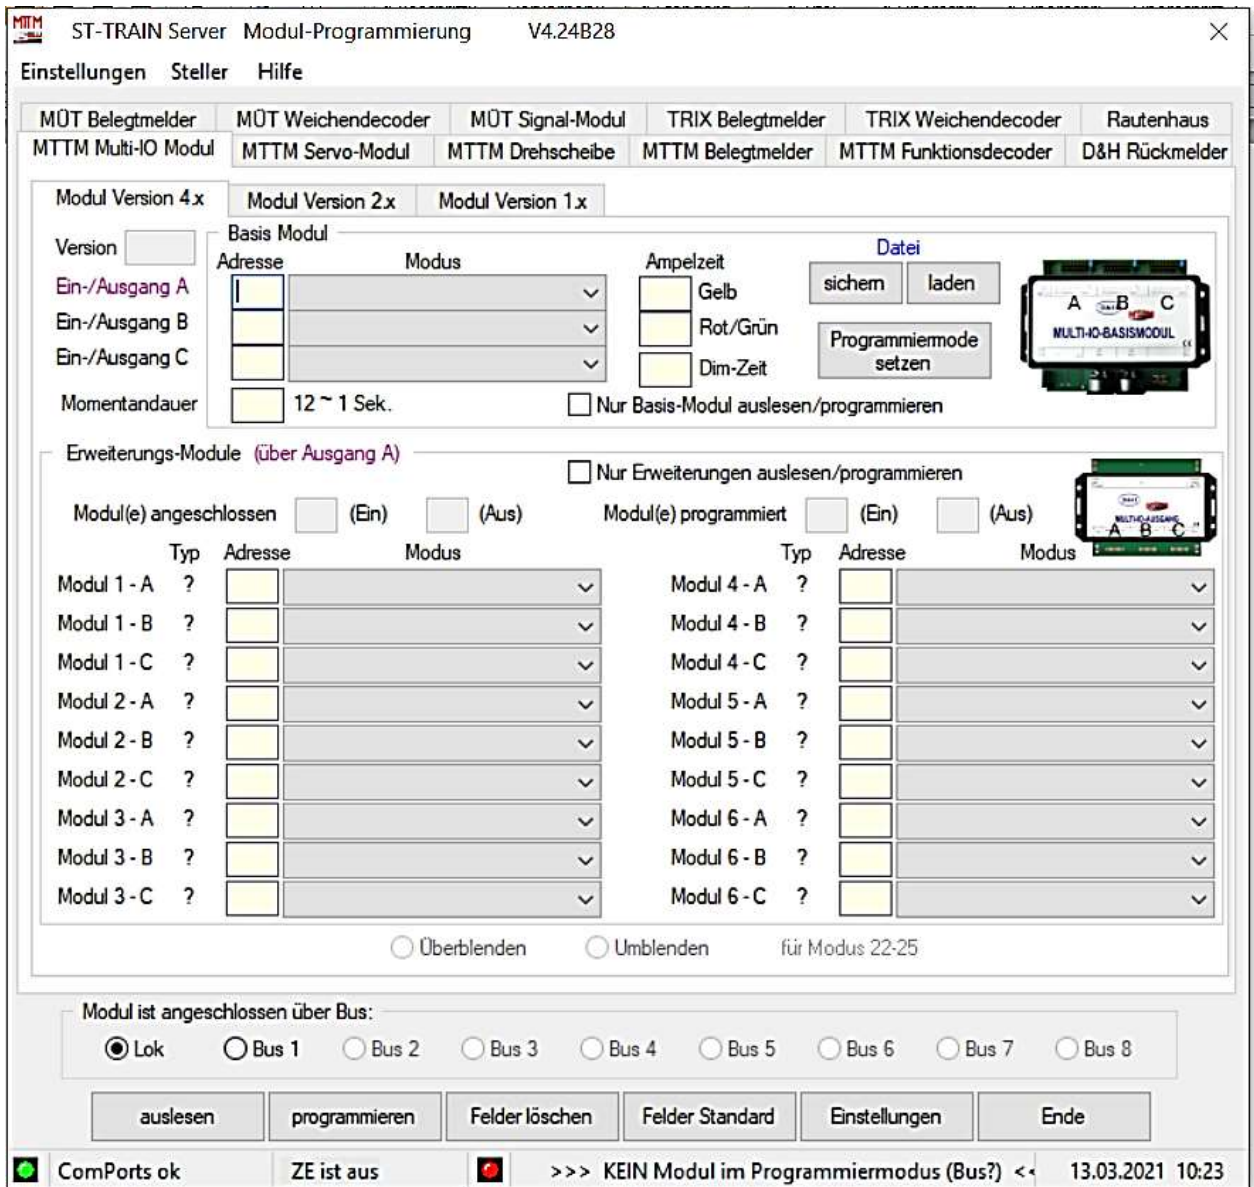 MTTM
ST-TRAIN Server Modul-Programmierung V4.24B28
Einstellungen Steller Hilfe
MÜT Belegtmelder MÜT Weichendecoder MÜT Signal-Modul TRIX Belegtmelder TRIX Weichendecoder Rautenhaus
MTTM Multi-IO Modul MTTM Servo-Modul MTTM Drehscheibe MTTM Belegtmelder MTTM Funktionsdecoder D&H Rückmelder
Modul Version 4.x Modul Version 2.x Modul Version 1.x
Version Basis Modul Datei
Adresse Modus Ampelzeit
Ein-/Ausgang A Gelb sichern laden A B C
Ein-/Ausgang B Rot/Grün Programmiermode setzen MULTI-IO-BASISMODUL
Ein-/Ausgang C Dim-Zeit
Momentandauer 12 ~ 1 Sek. Nur Basis-Modul auslesen/programmieren
Erweiterungs-Module (über Ausgang A) Nur Erweiterungen auslesen/programmieren
Modul(e) angeschlossen (Ein) (Aus) Modul(e) programmiert (Ein) (Aus) MULTI-IO-AUSGANG
A B C
Typ Adresse Modus Typ Adresse Modus
Modul 1 - A ? Modul 4 - A ?
Modul 1 - B ? Modul 4 - B ?
Modul 1 - C ? Modul 4 - C ?
Modul 2 - A ? Modul 5 - A ?
Modul 2 - B ? Modul 5 - B ?
Modul 2 - C ? Modul 5 - C ?
Modul 3 - A ? Modul 6 - A ?
Modul 3 - B ? Modul 6 - B ?
Modul 3 - C ? Modul 6 - C ?
Überblenden Umblenden für Modus 22-25
Modul ist angeschlossen über Bus:
Lok Bus 1 Bus 2 Bus 3 Bus 4 Bus 5 Bus 6 Bus 7 Bus 8
auslesen programmieren Felder löschen Felder Standard Einstellungen Ende
ComPorts ok ZE ist aus >>> KEIN Modul im Programmiermodus (Bus?) << 13.03.2021 10:23